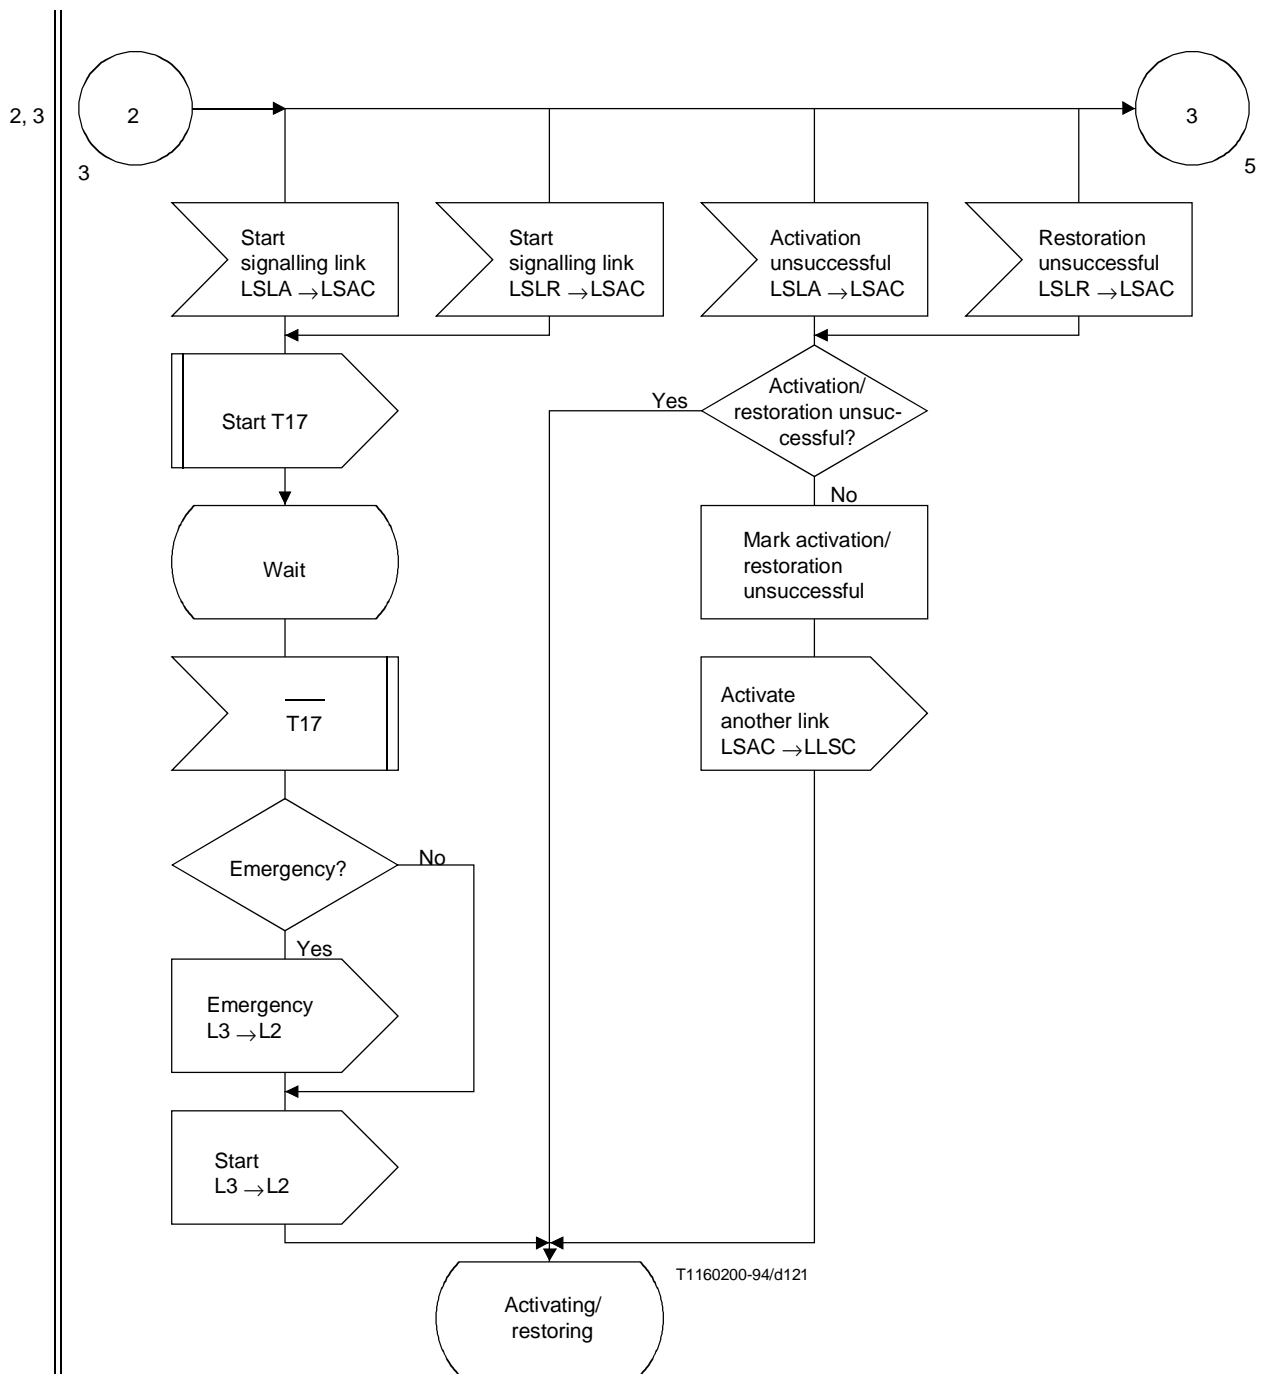 2, 3
2
3
3
5
Start
signalling link
LSLA →LSAC
Start
signalling link
LSLR →LSAC
Activation
unsuccessful
LSLA →LSAC
Restoration
unsuccessful
LSLR →LSAC
Start T17
Yes
Activation/
restoration unsuc-
cessful?
No
Wait
Mark activation/
restoration
unsuccessful
T17
Activate
another link
LSAC →LLSC
Emergency?
No
Yes
Emergency
L3 →L2
Start
L3 →L2
T1160200-94/d121
Activating/
restoring